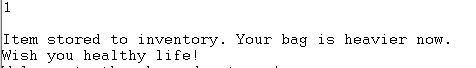 1
Item stored to inventory. Your bag is heavier now.
Wish you healthy life!